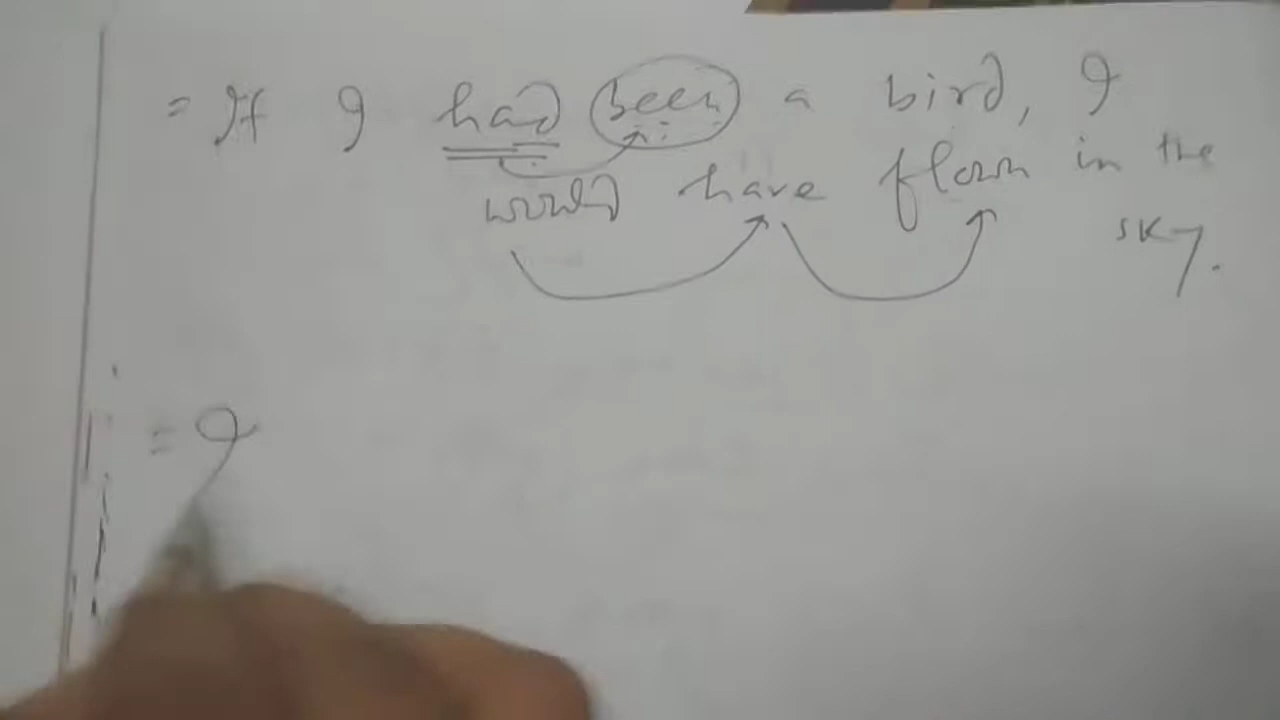 = If I had been a bird, I
would have flown in the
sky.
= I